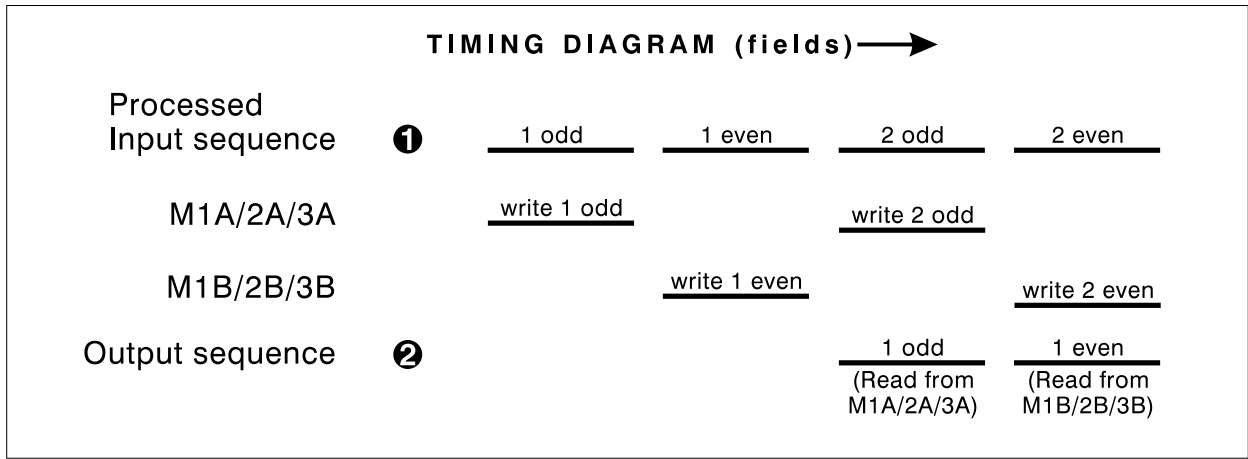 TIMING DIAGRAM (fields)
Processed
Input sequence ❶ 1 odd 1 even 2 odd 2 even
M1A/2A/3A write 1 odd write 2 odd
M1B/2B/3B write 1 even write 2 even
Output sequence ❷ 1 odd 1 even
(Read from (Read from
M1A/2A/3A) M1B/2B/3B)